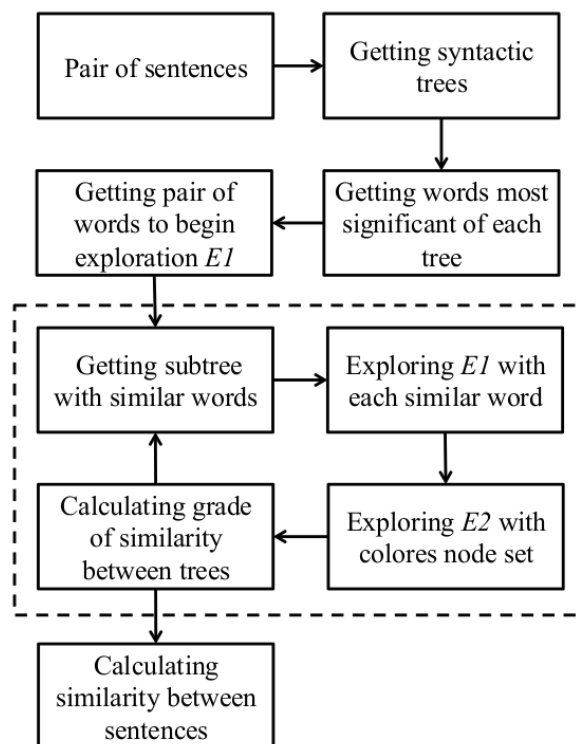 Pair of sentences
Getting syntactic
trees
Getting words most
significant of each
tree
Getting pair of
words to begin
exploration E1
Getting subtree
with similar words
Exploring E1 with
each similar word
Exploring E2 with
colores node set
Calculating grade
of similarity
between trees
Calculating
similarity between
sentences